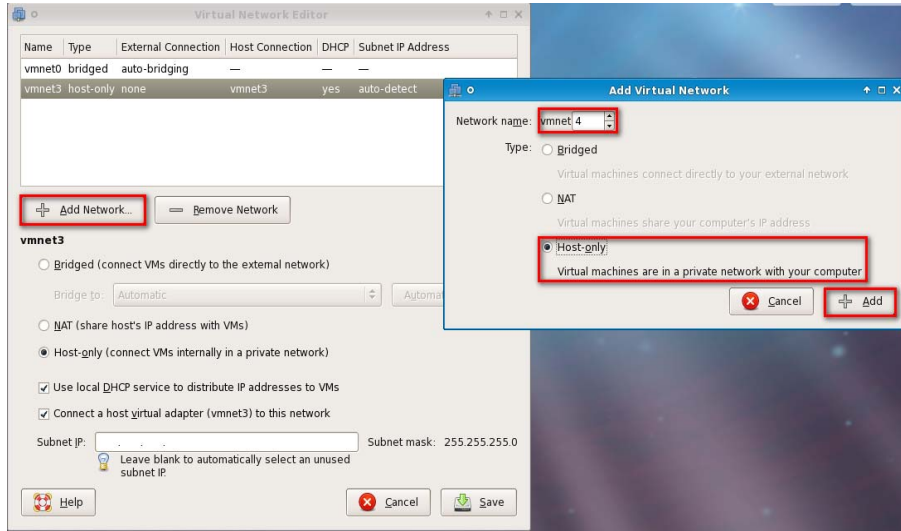 Virtual Network Editor
Name Type External Connection Host Connection DHCP Subnet IP Address
vmnet0 bridged auto-bridging — — —
vmnet3 host-only none vmnet3 yes auto-detect
Add Network...
Remove Network
vmnet3
Bridged (connect VMs directly to the external network)
Bridge to: Automatic Automa
NAT (share host's IP address with VMs)
Host-only (connect VMs internally in a private network)
Use local DHCP service to distribute IP addresses to VMs
Connect a host virtual adapter (vmnet3) to this network
Subnet IP: . . . Subnet mask: 255.255.255.0
Leave blank to automatically select an unused
subnet IP.
Help
Cancel
Save
Add Virtual Network
Network name: vmnet 4
Type: Bridged
Virtual machines connect directly to your external network
NAT
Virtual machines share your computer's IP address
Host-only
Virtual machines are in a private network with your computer
Cancel
Add